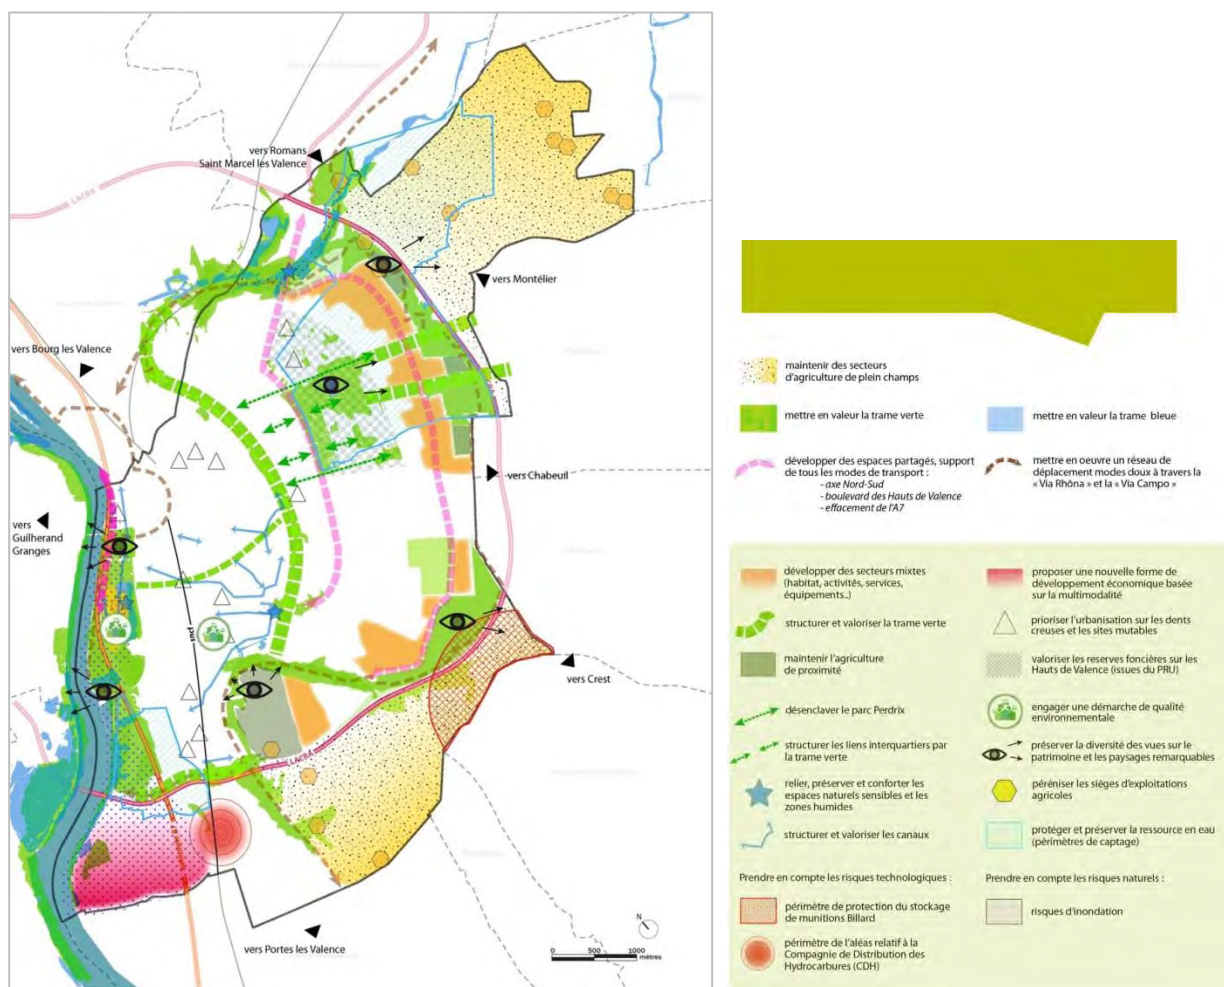 vers Romans
Saint Marcel les Valence
LACRA
vers Montélier
vers Bourg les Valence
vers Chabeuil
vers
Guilherand
Granges
sud
vers Crest
LACRA
vers Portes les Valence
N
0 500 1000
mètres
maintenir des secteurs
d'agriculture de plein champs
mettre en valeur la trame verte
mettre en valeur la trame bleue
développer des espaces partagés, support
de tous les modes de transport :
- axe Nord-Sud
- boulevard des Hauts de Valence
- effacement de l'A7
mettre en oeuvre un réseau de
déplacement modes doux à travers la
« Via Rhôna » et la « Via Campo »
développer des secteurs mixtes
(habitat, activités, services,
équipements..)
proposer une nouvelle forme de
développement économique basée
sur la multimodalité
structurer et valoriser la trame verte
prioriser l'urbanisation sur les dents
creuses et les sites mutables
maintenir l'agriculture
de proximité
valoriser les reserves foncières sur les
Hauts de Valence (issues du PRU)
désenclaver le parc Perdrix
engager une démarche de qualité
environnementale
structurer les liens interquartiers par
la trame verte
préserver la diversité des vues sur le
patrimoine et les paysages remarquables
relier, préserver et conforter les
espaces naturels sensibles et les
zones humides
péréniser les sièges d'exploitations
agricoles
structurer et valoriser les canaux
protéger et préserver la ressource en eau
(périmètres de captage)
Prendre en compte les risques technologiques :
Prendre en compte les risques naturels :
périmètre de protection du stockage
de munitions Billard
risques d'inondation
périmètre de l'aléas relatif à la
Compagnie de Distribution des
Hydrocarbures (CDH)